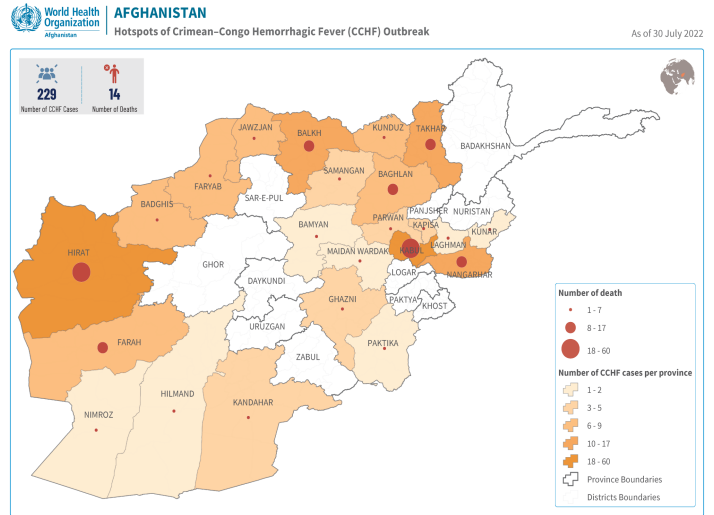 World Health
Organization
Afghanistan
AFGHANISTAN
Hotspots of Crimean–Congo Hemorrhagic Fever (CCHF) Outbreak
As of 30 July 2022
229
Number of CCHF Cases
14
Number of Deaths
JAWZJAN
BALKH
KUNDUZ
TAKHAR
BADAKHSHAN
SAMANGAN
BAGHLAN
FARYAB
SAR-E-PUL
BADGHIS
PANJSHER
NURISTAN
PARWAN
KAPISA
BAMYAN
KUNAR
LAGHMAN
HIRAT
MAIDAN WARDAK
KABUL
GHOR
LOGAR
NANGARHAR
DAYKUNDI
GHAZNI
PAKTYA
KHOST
URUZGAN
FARAH
PAKTIKA
ZABUL
HILMAND
KANDAHAR
NIMROZ
Number of death
1 - 7
8 - 17
18 - 60
Number of CCHF cases per province
1 - 2
3 - 5
6 - 9
10 - 17
18 - 60
Province Boundaries
Districts Boundaries